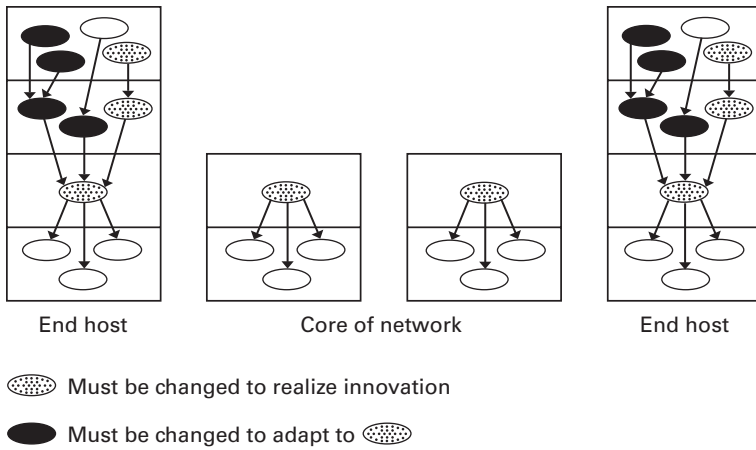 End host
Core of network
End host
Must be changed to realize innovation
Must be changed to adapt to